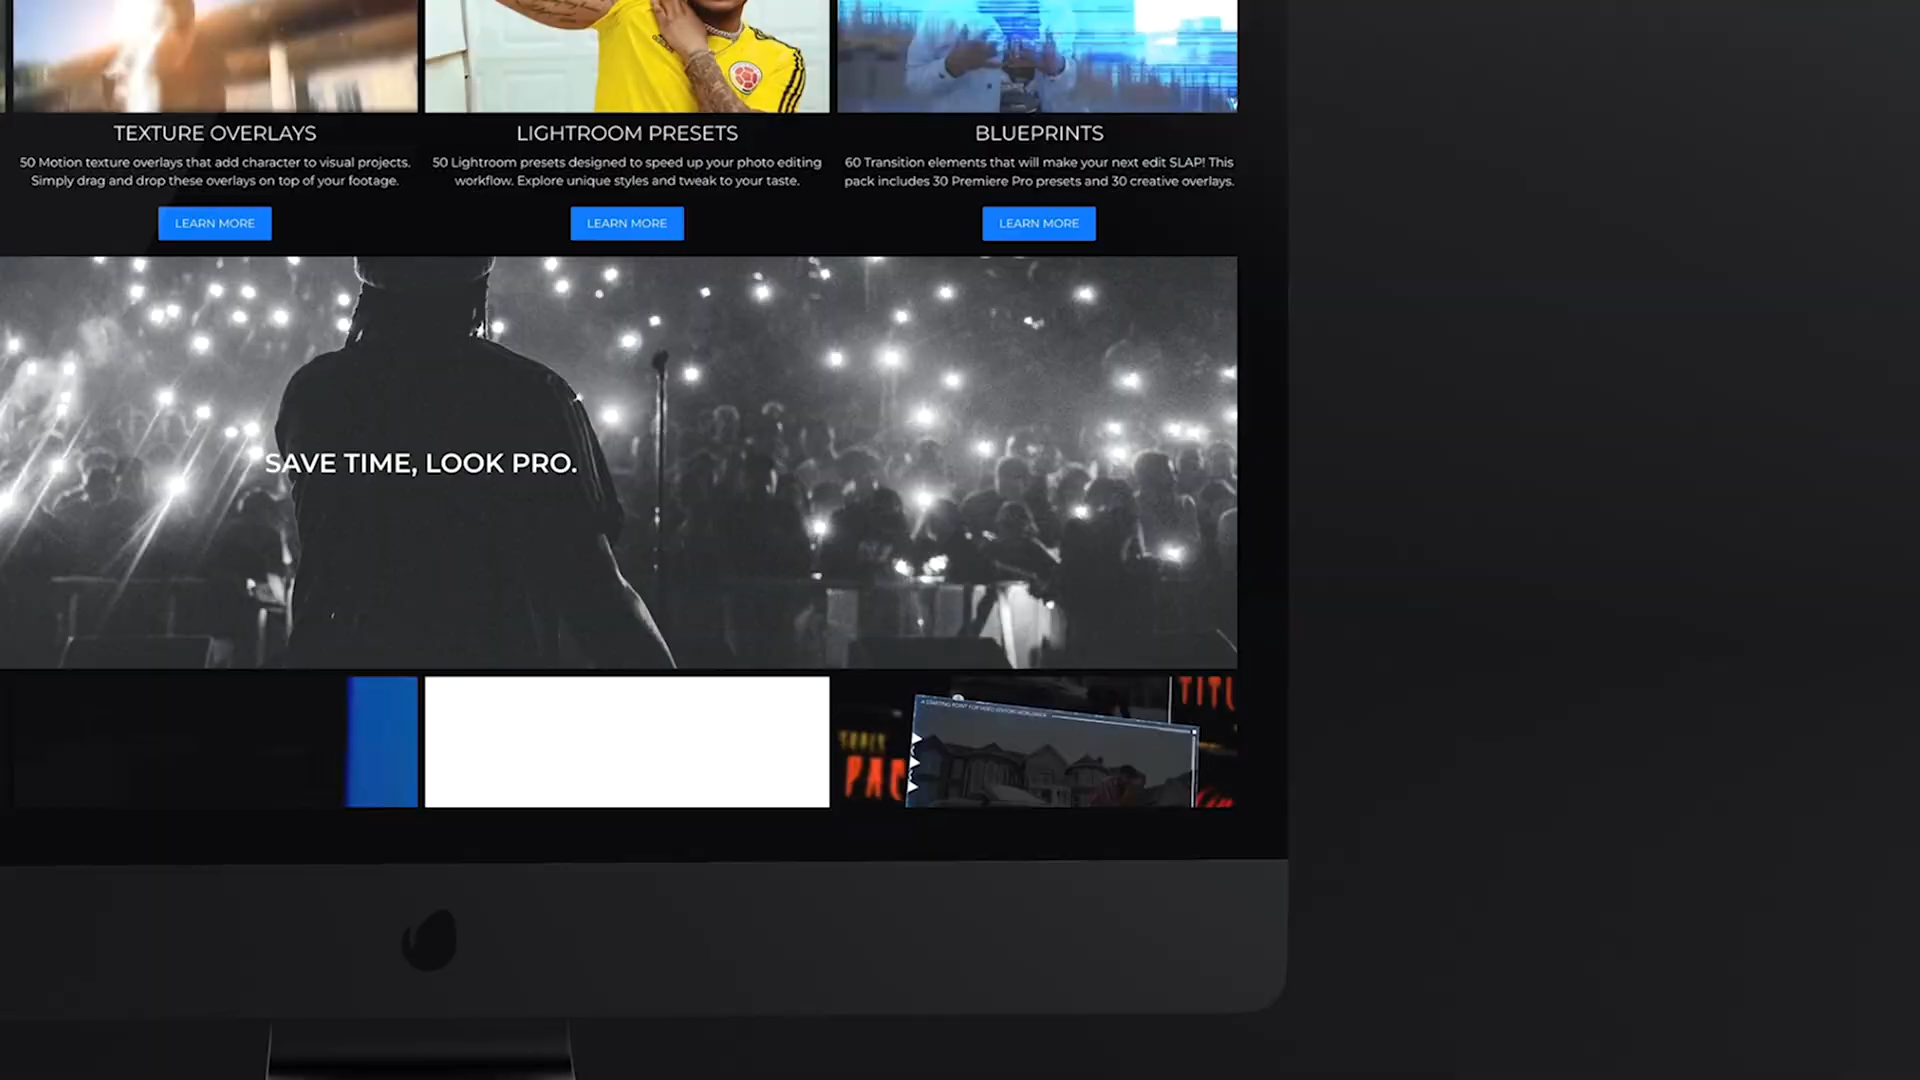 TEXTURE OVERLAYS
50 Motion texture overlays that add character to visual projects.
Simply drag and drop these overlays on top of your footage.
LEARN MORE
LIGHTROOM PRESETS
50 Lightroom presets designed to speed up your photo editing
workflow. Explore unique styles and tweak to your taste.
LEARN MORE
BLUEPRINTS
60 Transition elements that will make your next edit SLAP! This
pack includes 30 Premiere Pro presets and 30 creative overlays.
LEARN MORE
SAVE TIME, LOOK PRO.